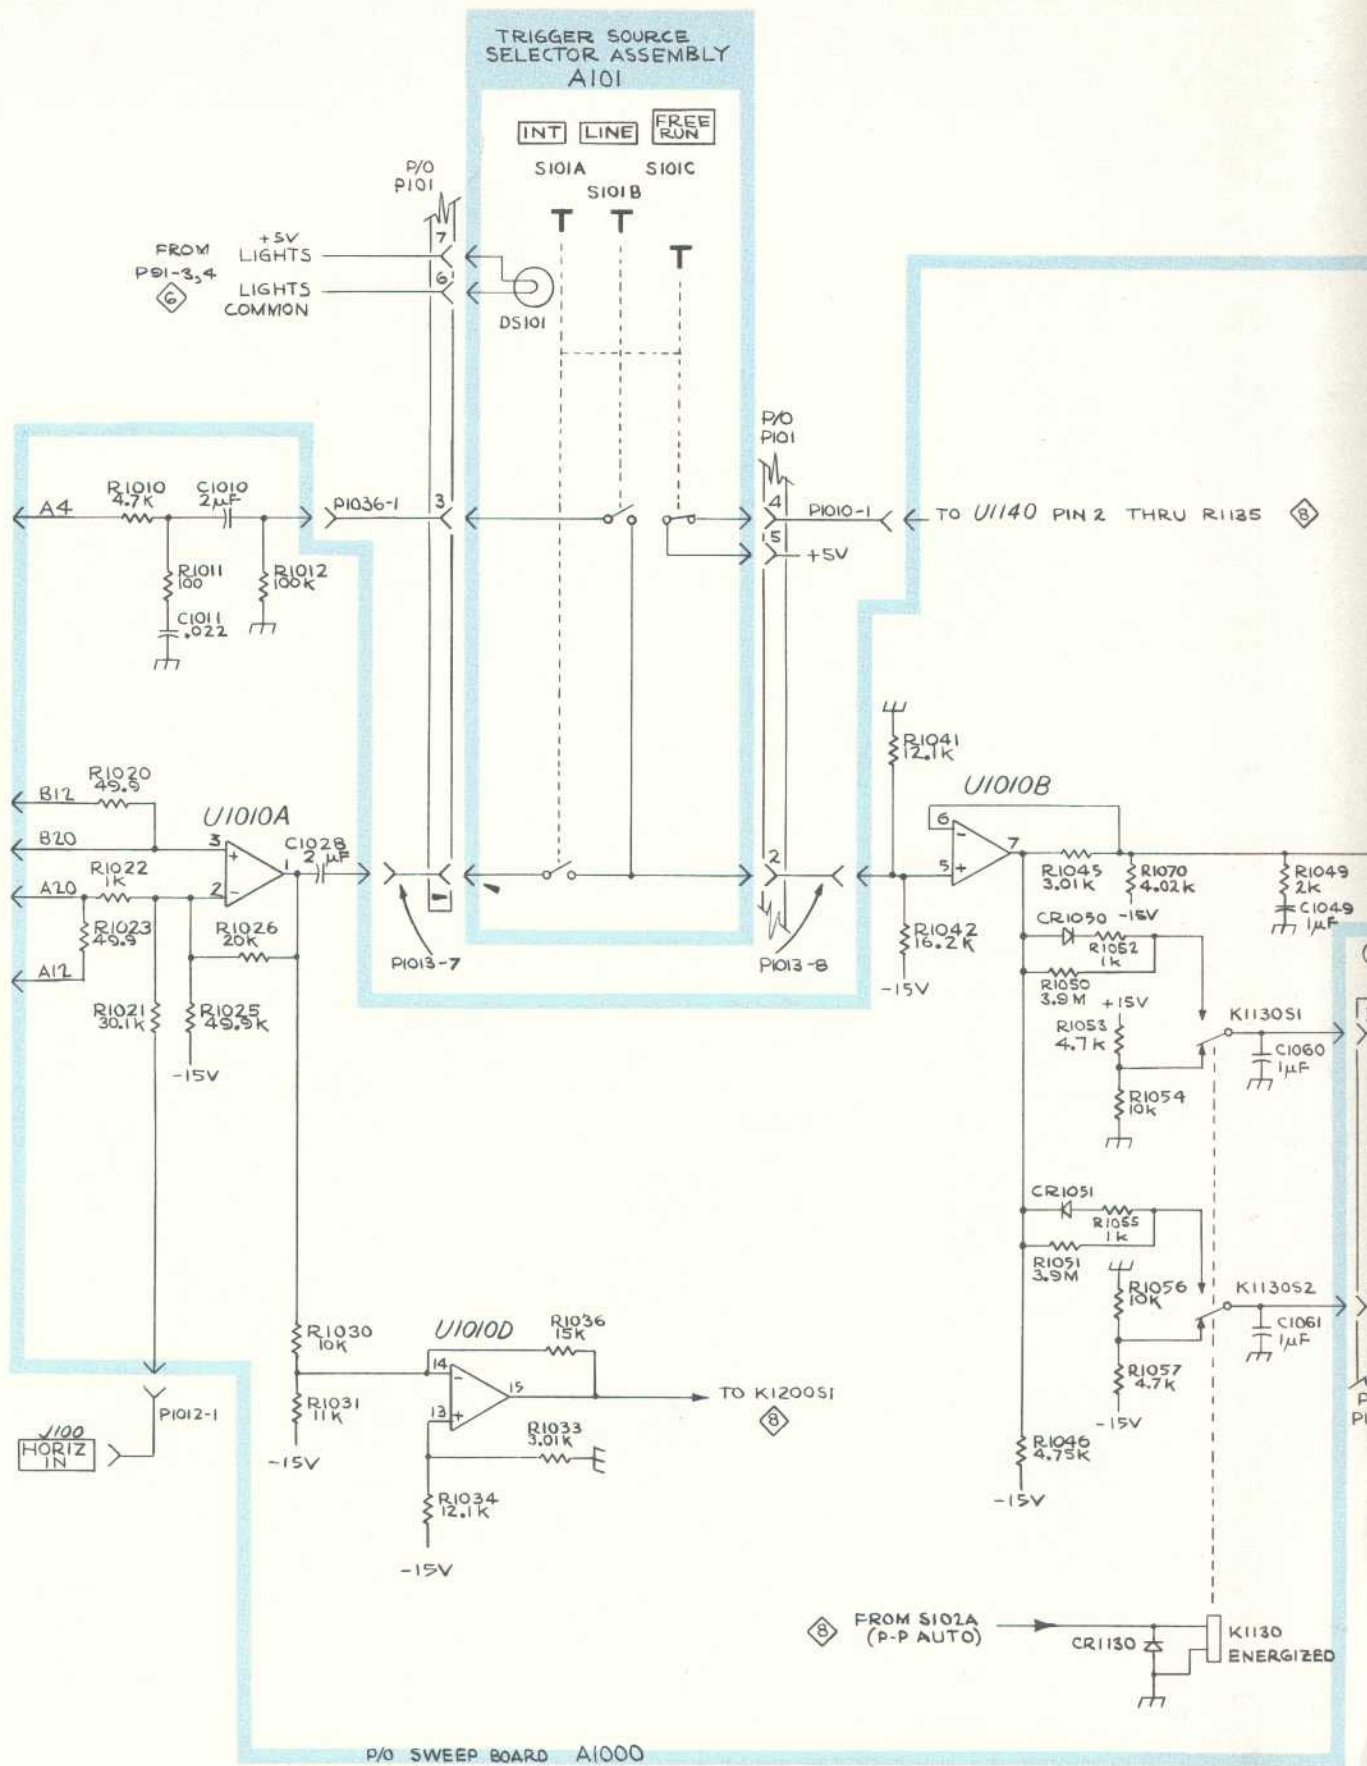 TRIGGER SOURCE
SELECTOR ASSEMBLY
A101
INT LINE FREE
RUN
S101A
S101B
S101C
P/O
P101
FROM
P91-3,4
6
+5V
LIGHTS
LIGHTS
COMMON
7
6
DS101
P/O
P101
A4
R1010
4.7K
C1010
2µF
P1036-1
3
4
P1010-1
TO U1140 PIN 2 THRU R1135
8
5
+5V
R1011
100
R1012
100K
C1011
.022
R1041
12.1K
U1010B
B12
R1020
49.9
U1010A
B20
3
+
1
C1028
2 µF
A20
R1022
1K
2
-
R1023
49.9
R1026
20K
A12
R1021
30.1K
R1025
49.9K
-15V
P1013-7
2
P1013-8
6
-
7
5
+
R1045
3.01K
R1070
4.02K
-15V
R1049
2K
C1049
1µF
R1042
16.2K
-15V
CR1050
R1052
1K
R1050
3.9M
+15V
R1053
4.7K
K1130S1
C1060
1µF
R1054
10K
CR1051
R1055
1K
R1051
3.9M
R1056
10K
K1130S2
C1061
1µF
R1057
4.7K
-15V
R1030
10K
U1010D
R1036
15K
14
-
15
TO K1200S1
8
R1031
11K
-15V
13
+
R1033
3.01K
R1034
12.1K
-15V
P1012-1
J100
HORIZ
IN
R1046
4.75K
-15V
8
FROM S102A
(P-P AUTO)
CR1130
K1130
ENERGIZED
P/O SWEEP BOARD A1000